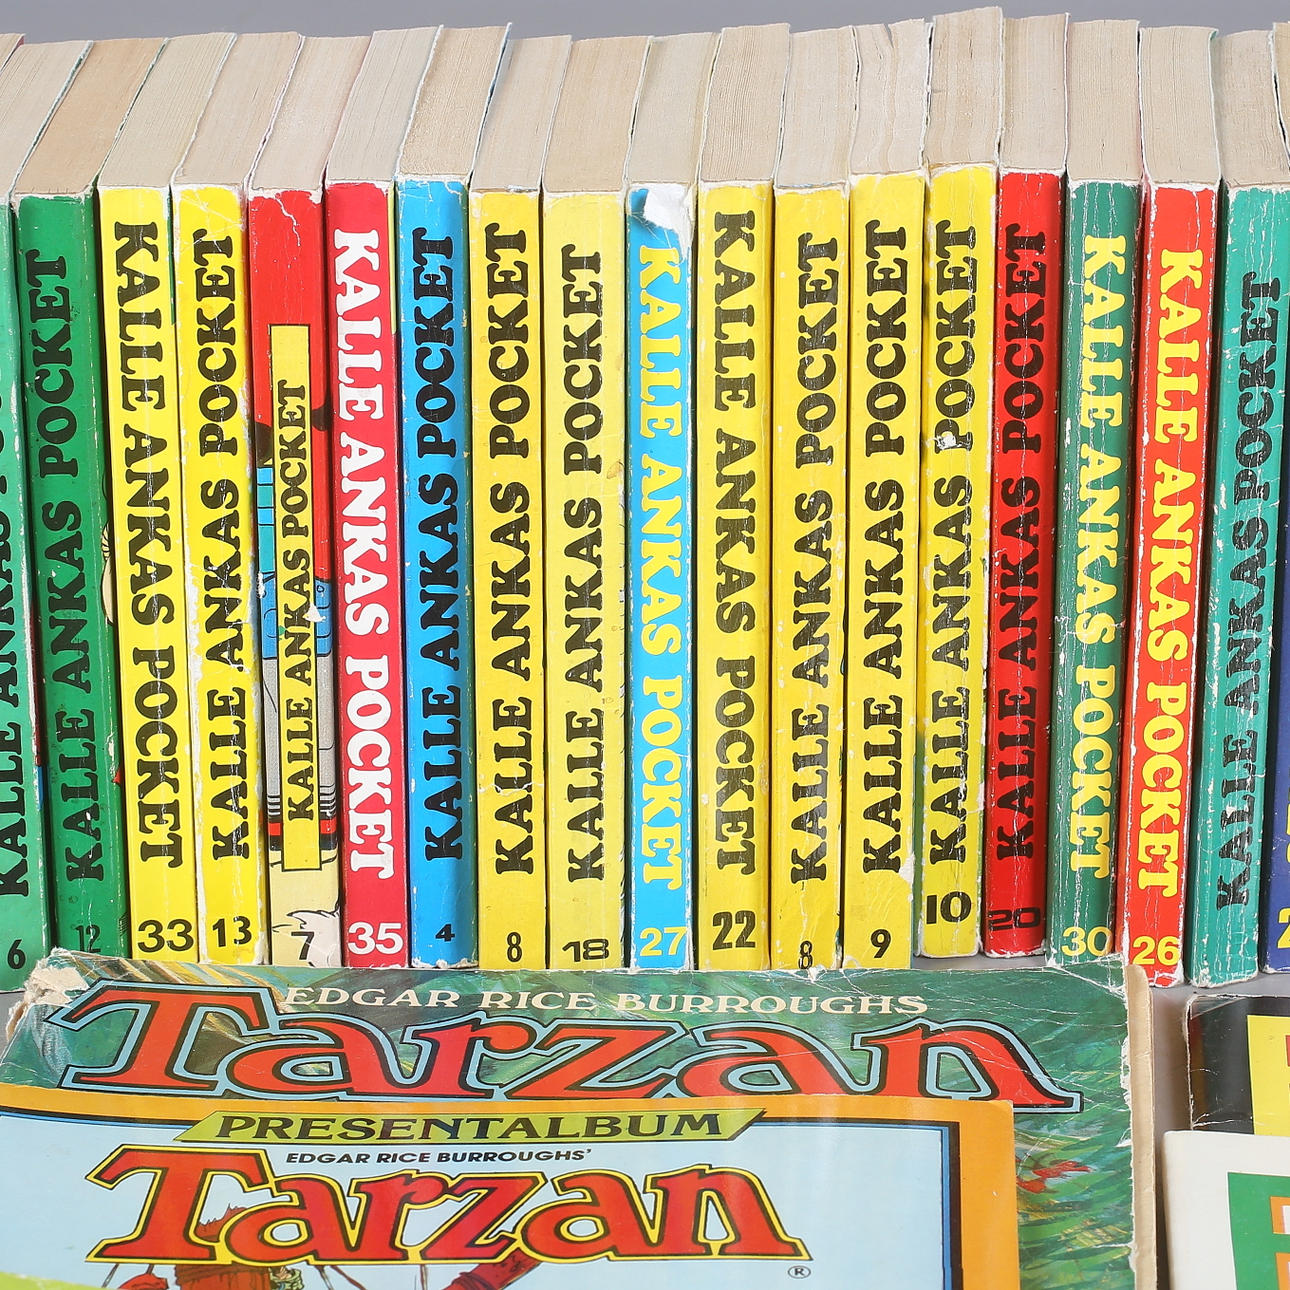 KALLE ANKAS
6
KALLE ANKAS POCKET
12
KALLE ANKAS POCKET
33
KALLE ANKAS POCKET
13
KALLE ANKAS POCKET
7
KALLE ANKAS POCKET
35
KALLE ANKAS POCKET
4
KALLE ANKAS POCKET
8
KALLE ANKAS POCKET
18
KALLE ANKAS POCKET
27
KALLE ANKAS POCKET
22
KALLE ANKAS POCKET
8
KALLE ANKAS POCKET
9
KALLE ANKAS POCKET
10
KALLE ANKAS POCKET
20
KALLE ANKAS POCKET
30
KALLE ANKAS POCKET
26
KALLE ANKAS POCKET
EDGAR RICE BURROUGHS
Tarzan
PRESENTALBUM
EDGAR RICE BURROUGHS'
Tarzan
®